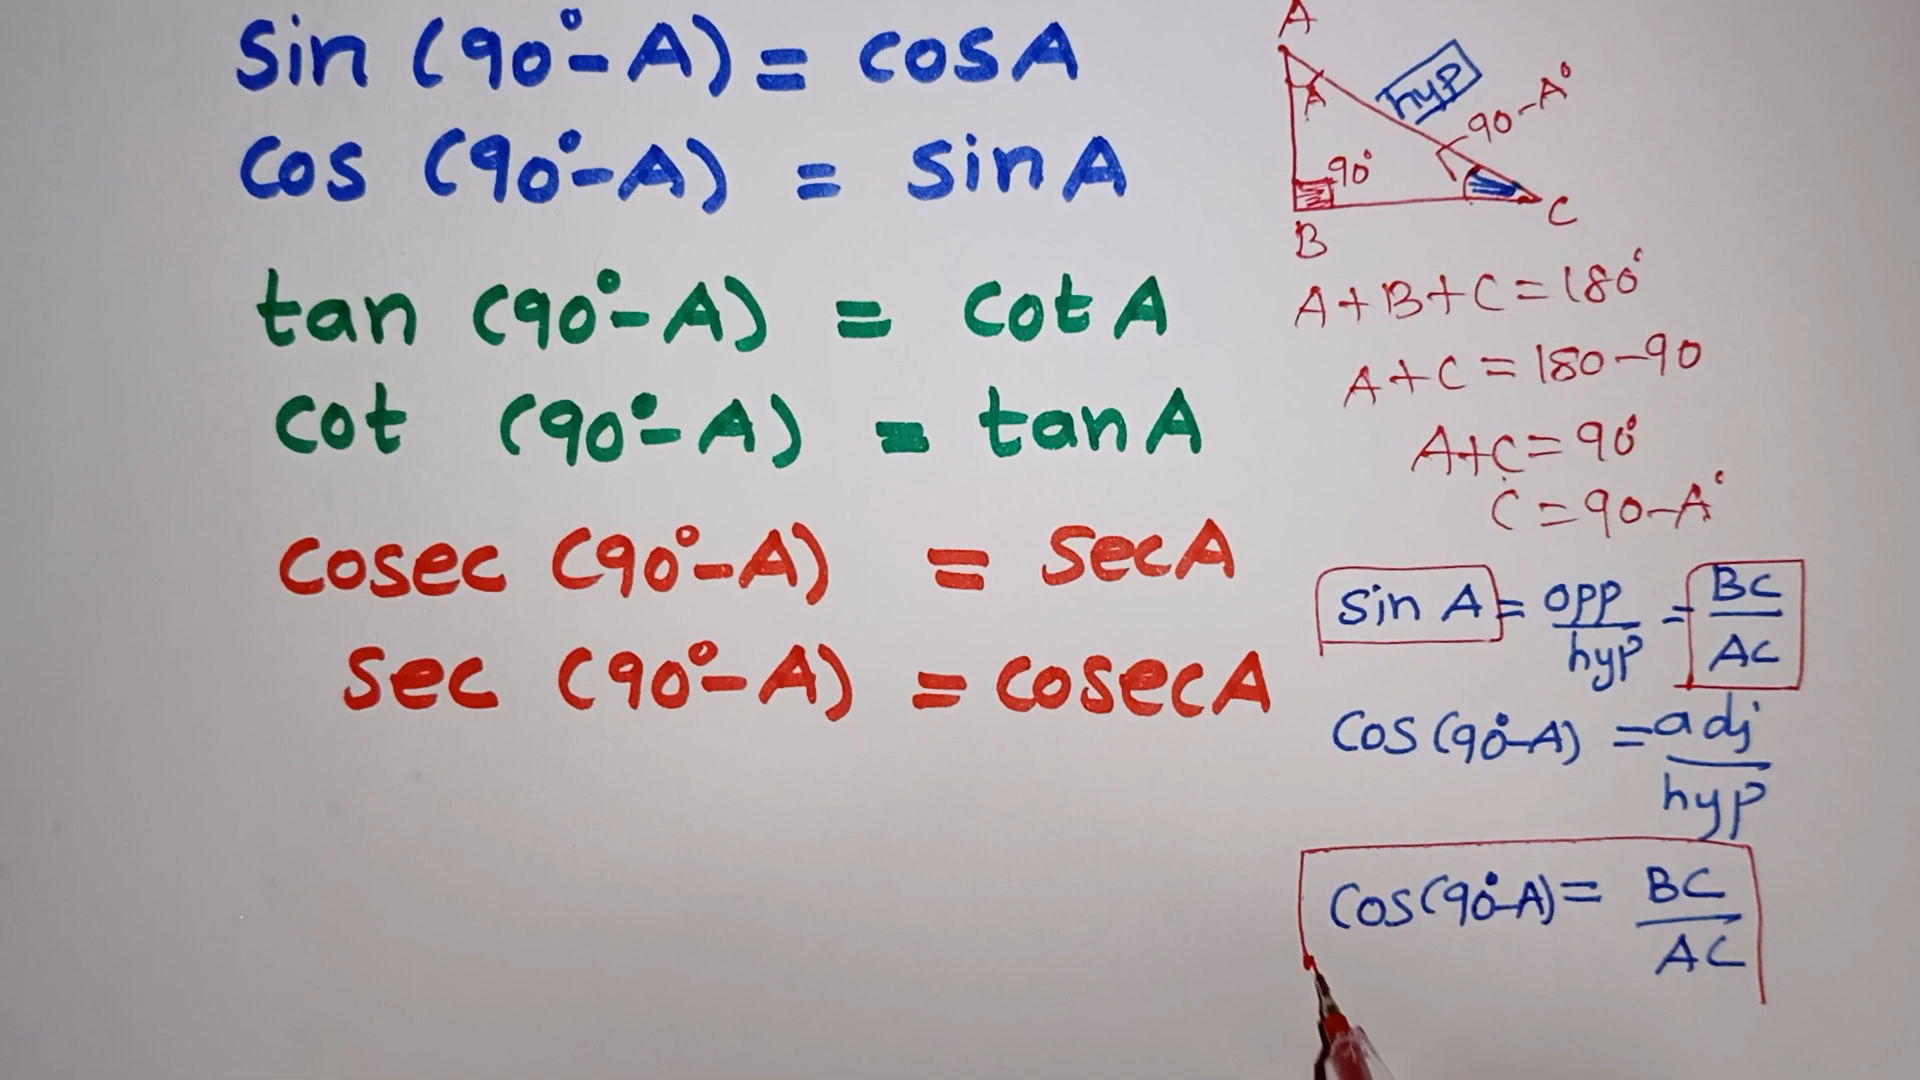 sin (90°-A) = cosA
cos (90°-A) = sinA
tan (90°-A) = cotA
cot (90°-A) = tanA
cosec (90°-A) = secA
sec (90°-A) = cosecA
A
A
hyp
90-A°
90°
B
C
A+B+C=180°
A+C=180-90
A+C=90°
C=90-A°
sin A = opp/hyp = BC/AC
cos(90°-A) = adj/hyp
cos(90°-A) = BC/AC